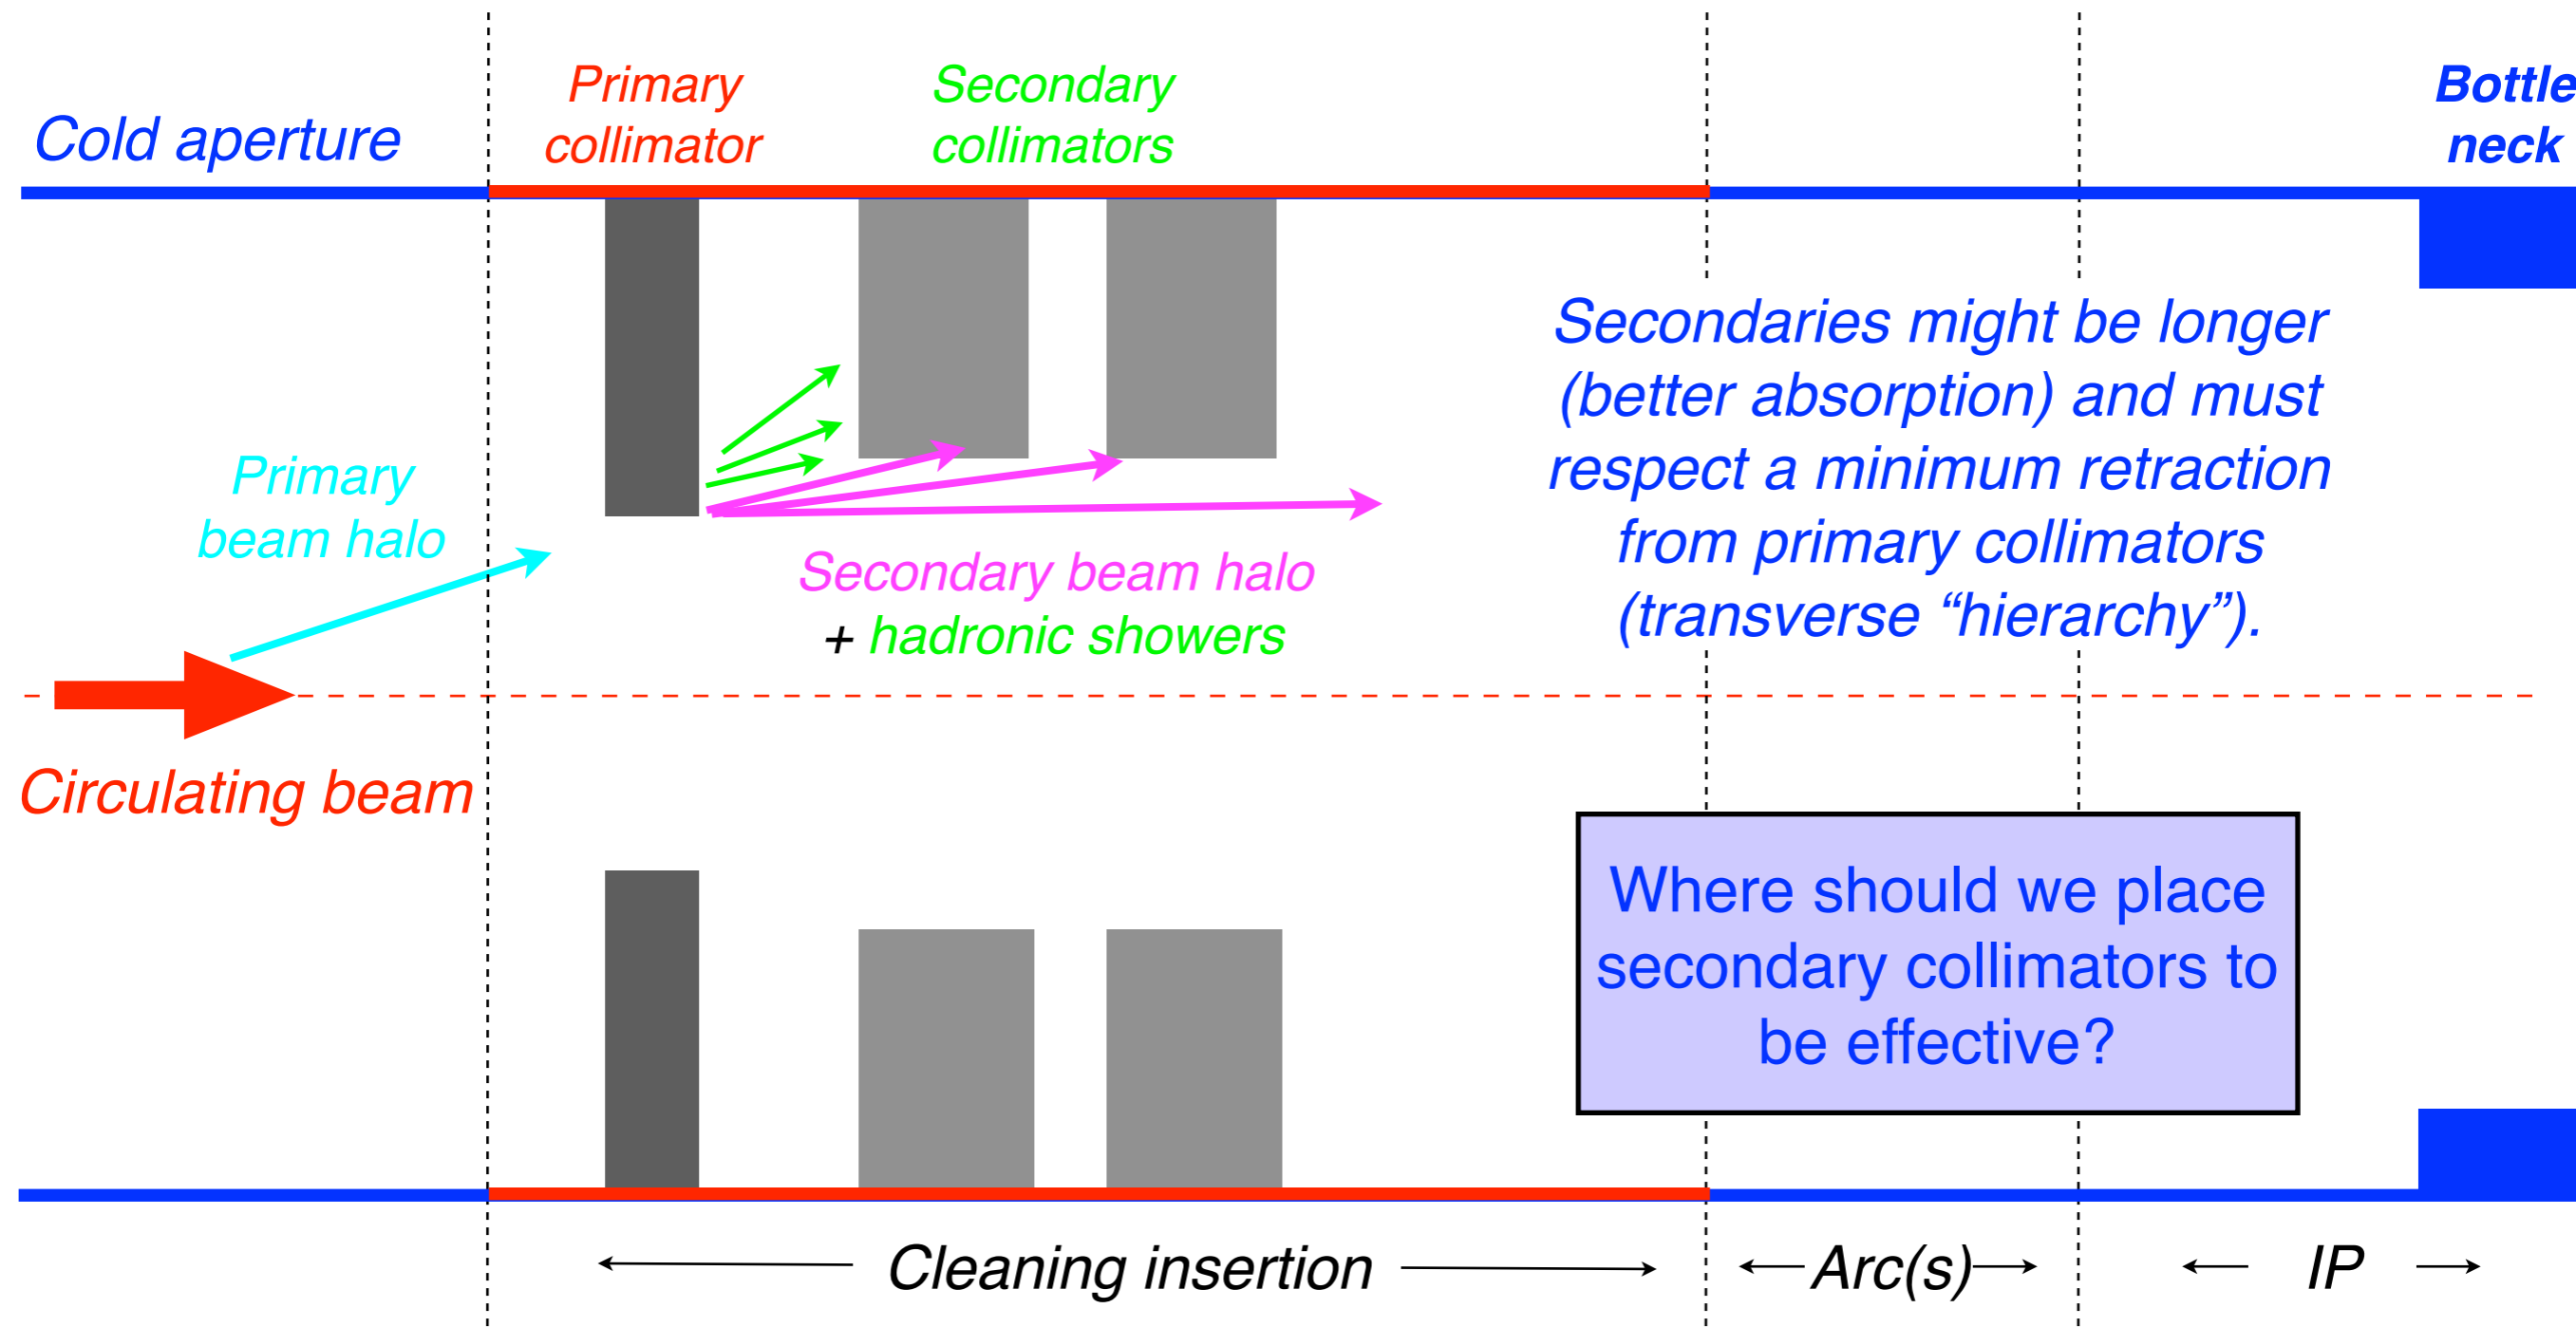 Cold aperture
Primary
collimator
Secondary
collimators
Bottle
neck
Primary
beam halo
Secondary beam halo
+ hadronic showers
Secondaries might be longer
(better absorption) and must
respect a minimum retraction
from primary collimators
(transverse “hierarchy”).
Circulating beam
Where should we place
secondary collimators to
be effective?
Cleaning insertion
Arc(s)
IP